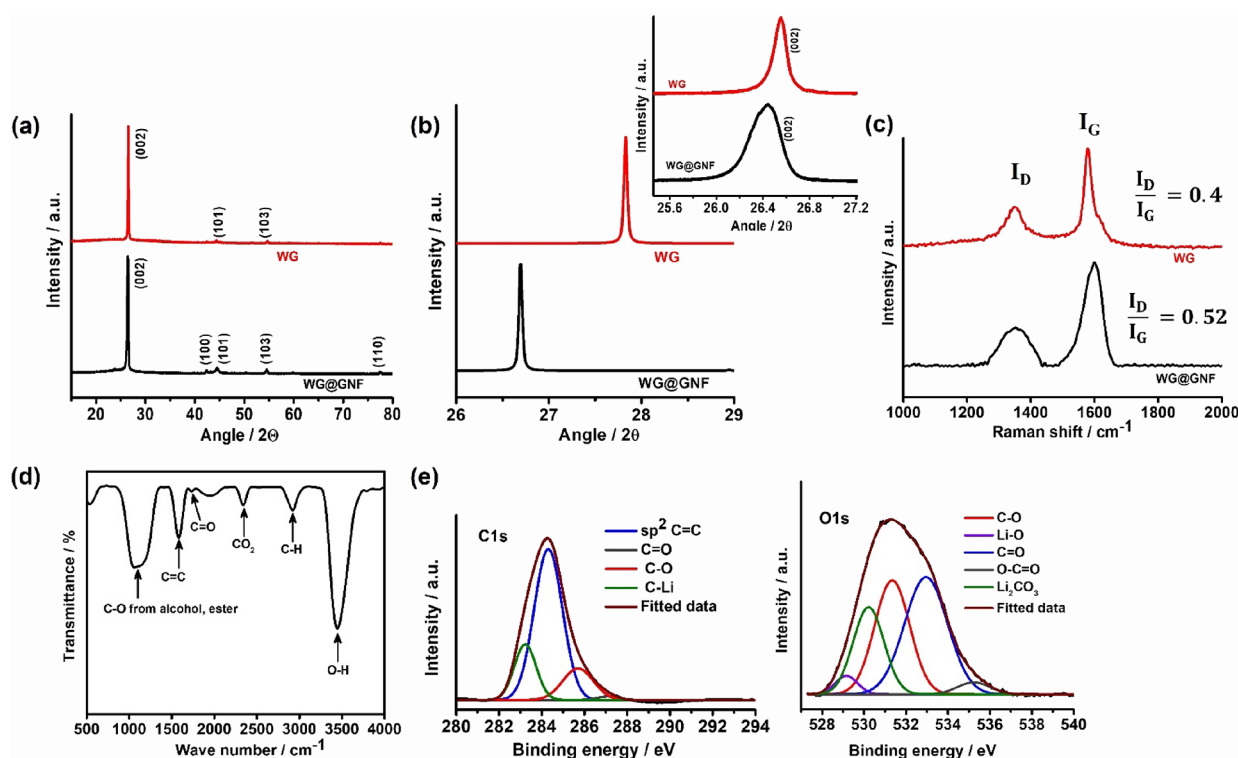 (a)
Intensity / a.u.
(002)
(101)
(103)
WG
(002)
(100)
(101)
(103)
(110)
WG@GNF
20 30 40 50 60 70 80
Angle / 2Θ
(b)
Intensity / a.u.
WG
WG@GNF
26 27 28 29
Angle / 2θ
Intensity / a.u.
WG
(002)
WG@GNF
(002)
25.6 26.0 26.4 26.8 27.2
Angle / 2θ
(c)
Intensity / a.u.
I_D
I_G
I_D/I_G = 0.4
WG
I_D/I_G = 0.52
WG@GNF
1000 1200 1400 1600 1800 2000
Raman shift / cm⁻¹
(d)
Transmittance / %
C=O
CO₂
C-H
C=C
C-O from alcohol, ester
O-H
500 1000 1500 2000 2500 3000 3500 4000
Wave number / cm⁻¹
(e)
Intensity / a.u.
C1s
sp² C=C
C=O
C-O
C-Li
Fitted data
280 282 284 286 288 290 292 294
Binding energy / eV
Intensity / a.u.
O1s
C-O
Li-O
C=O
O-C=O
Li₂CO₃
Fitted data
528 530 532 534 536 538 540
Binding energy / eV